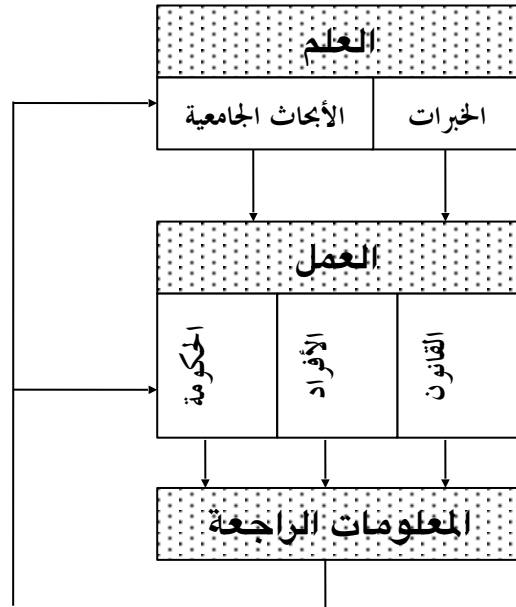 العلم
الخبرات
الأبحاث الجامعية
العمل
القانون
الأفراد
الحكومة
المعلومات الراجعة